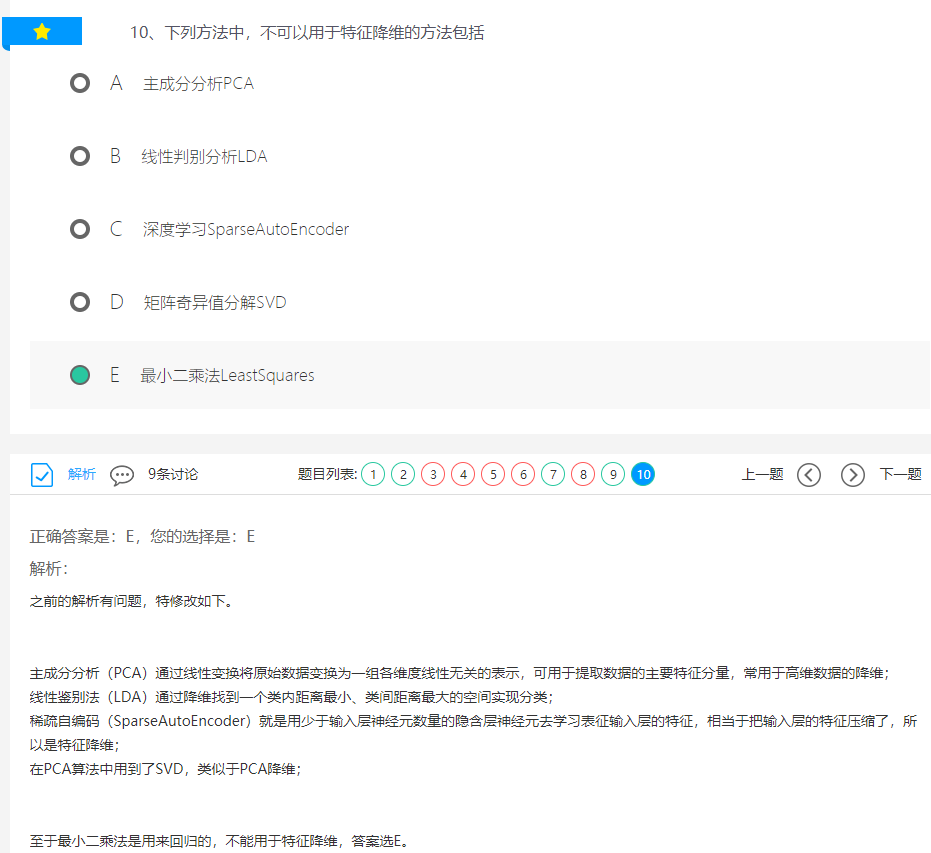 10、下列方法中，不可以用于特征降维的方法包括
A 主成分分析PCA
B 线性判别分析LDA
C 深度学习SparseAutoEncoder
D 矩阵奇异值分解SVD
E 最小二乘法LeastSquares
解析 9条讨论 题目列表: 1 2 3 4 5 6 7 8 9 10 上一题 下一题
正确答案是：E，您的选择是：E
解析：
之前的解析有问题，特修改如下。
主成分分析（PCA）通过线性变换将原始数据变换为一组各维度线性无关的表示，可用于提取数据的主要特征分量，常用于高维数据的降维；
线性鉴别法（LDA）通过降维找到一个类内距离最小、类间距离最大的空间实现分类；
稀疏自编码（SparseAutoEncoder）就是用少于输入层神经元数量的隐含层神经元去学习表征输入层的特征，相当于把输入层的特征压缩了，所
以是特征降维；
在PCA算法中用到了SVD，类似于PCA降维；
至于最小二乘法是用来回归的，不能用于特征降维，答案选E。